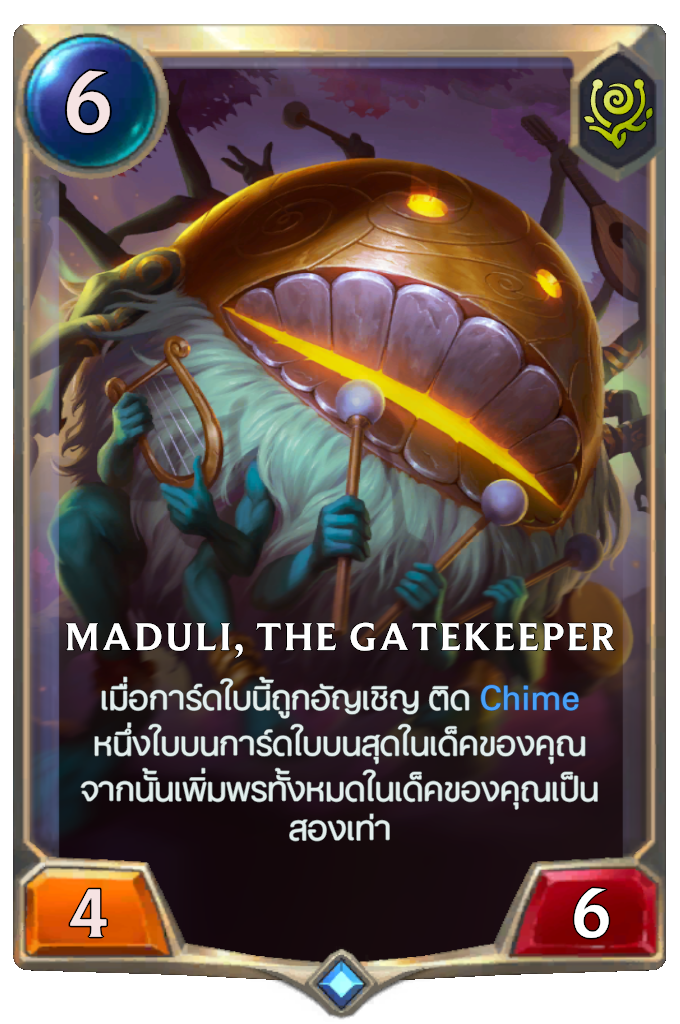 6
MADULI, THE GATEKEEPER
เมื่อการ์ดใบนี้ถูกอัญเชิญ ติด Chime
หนึ่งใบบนการ์ดใบบนสุดในเด็คของคุณ
จากนั้นเพิ่มพรทั้งหมดในเด็คของคุณเป็น
สองเท่า
4
6